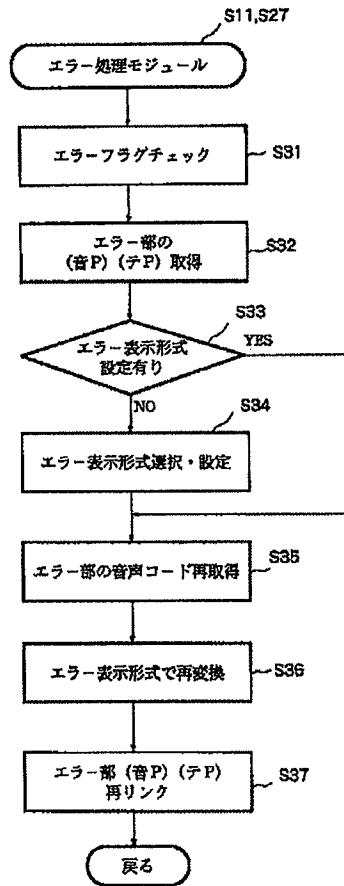 S11,S27
エラー処理モジュール
エラーフラグチェック
S31
エラー部の
(音P)(テP)取得
S32
S33
エラー表示形式
設定有り
YES
NO
S34
エラー表示形式選択・設定
エラー部の音声コード再取得
S35
エラー表示形式で再変換
S36
エラー部(音P)(テP)
再リンク
S37
戻る